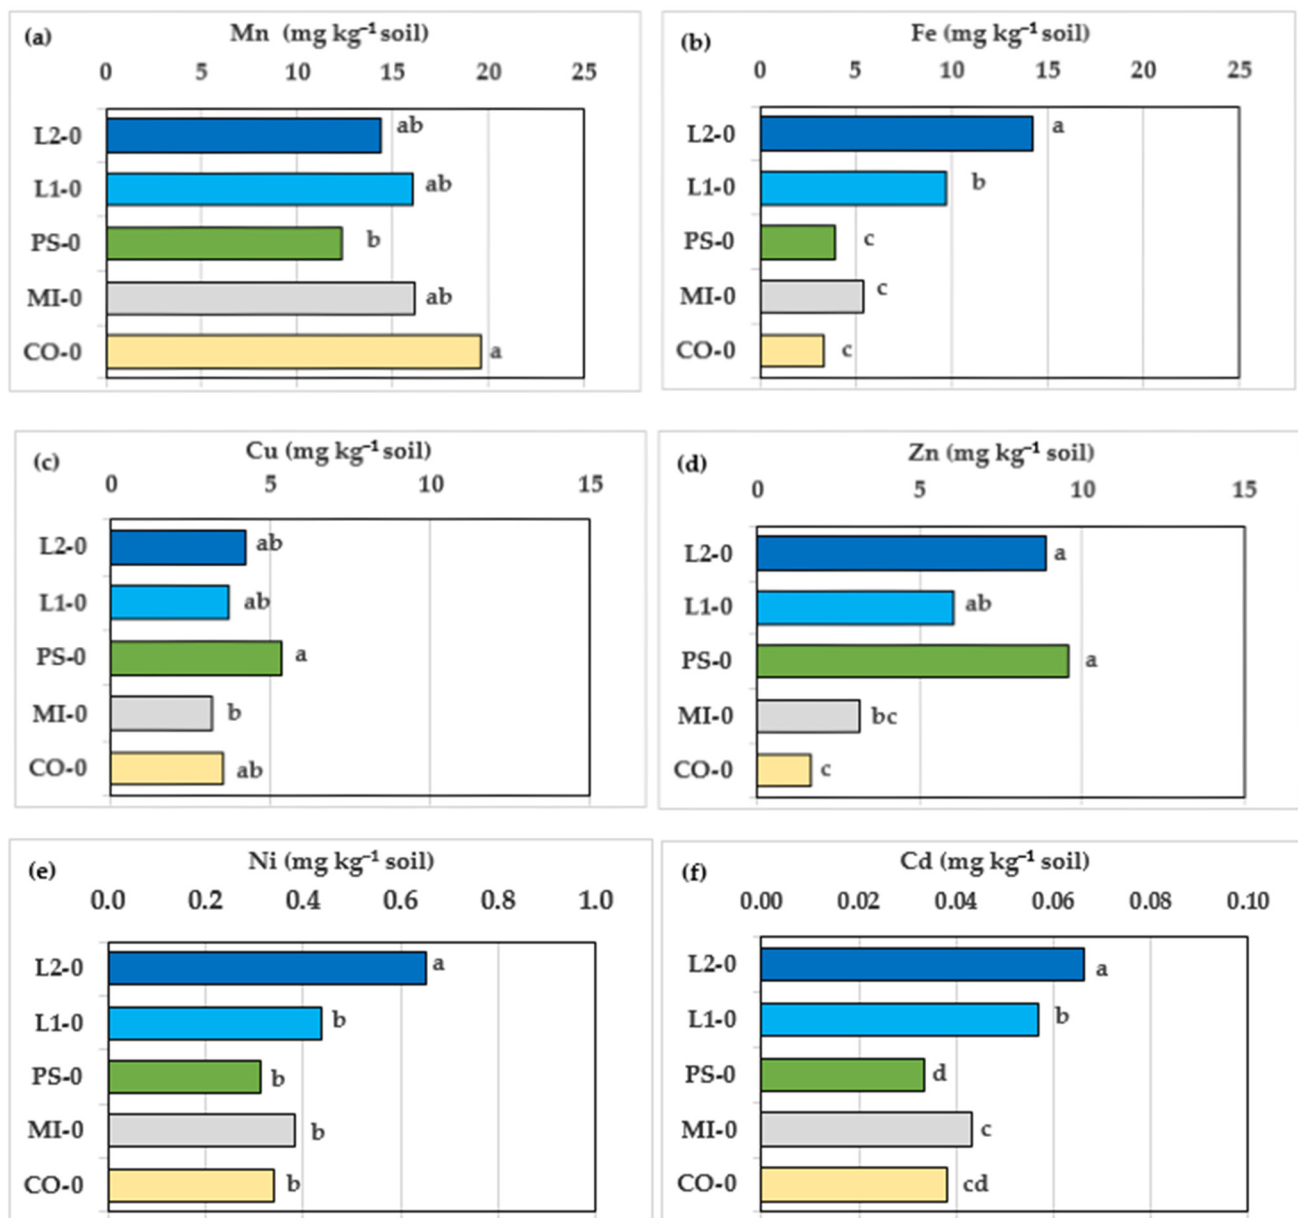 (a) Mn (mg kg⁻¹ soil)
0 5 10 15 20 25
L2-0 ab
L1-0 ab
PS-0 b
MI-0 ab
CO-0 a
(b) Fe (mg kg⁻¹ soil)
0 5 10 15 20 25
L2-0 a
L1-0 b
PS-0 c
MI-0 c
CO-0 c
(c) Cu (mg kg⁻¹ soil)
0 5 10 15
L2-0 ab
L1-0 ab
PS-0 a
MI-0 b
CO-0 ab
(d) Zn (mg kg⁻¹ soil)
0 5 10 15
L2-0 a
L1-0 ab
PS-0 a
MI-0 bc
CO-0 c
(e) Ni (mg kg⁻¹ soil)
0.0 0.2 0.4 0.6 0.8 1.0
L2-0 a
L1-0 b
PS-0 b
MI-0 b
CO-0 b
(f) Cd (mg kg⁻¹ soil)
0.00 0.02 0.04 0.06 0.08 0.10
L2-0 a
L1-0 b
PS-0 d
MI-0 c
CO-0 cd